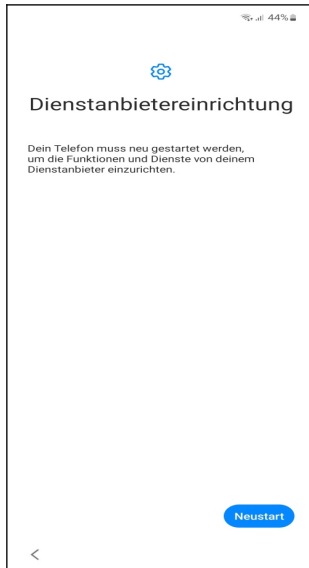 44%
Dienstanbietereinrichtung
Dein Telefon muss neu gestartet werden,
um die Funktionen und Dienste von deinem
Dienstanbieter einzurichten.
Neustart